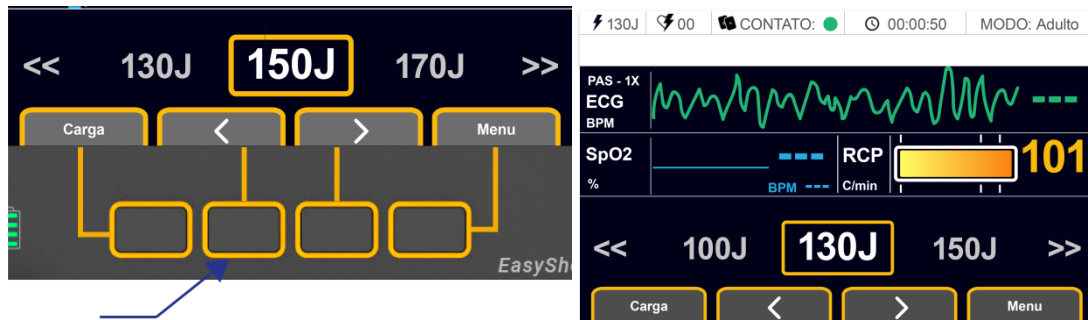 << 130J 150J 170J >>
Carga < > Menu
EasySh
130J 00 CONTATO: 00:00:50 MODO: Adulto
PAS - 1X
ECG ---
BPM
SpO2 --- RCP 101
% BPM --- C/min
<< 100J 130J 150J >>
Carga < > Menu